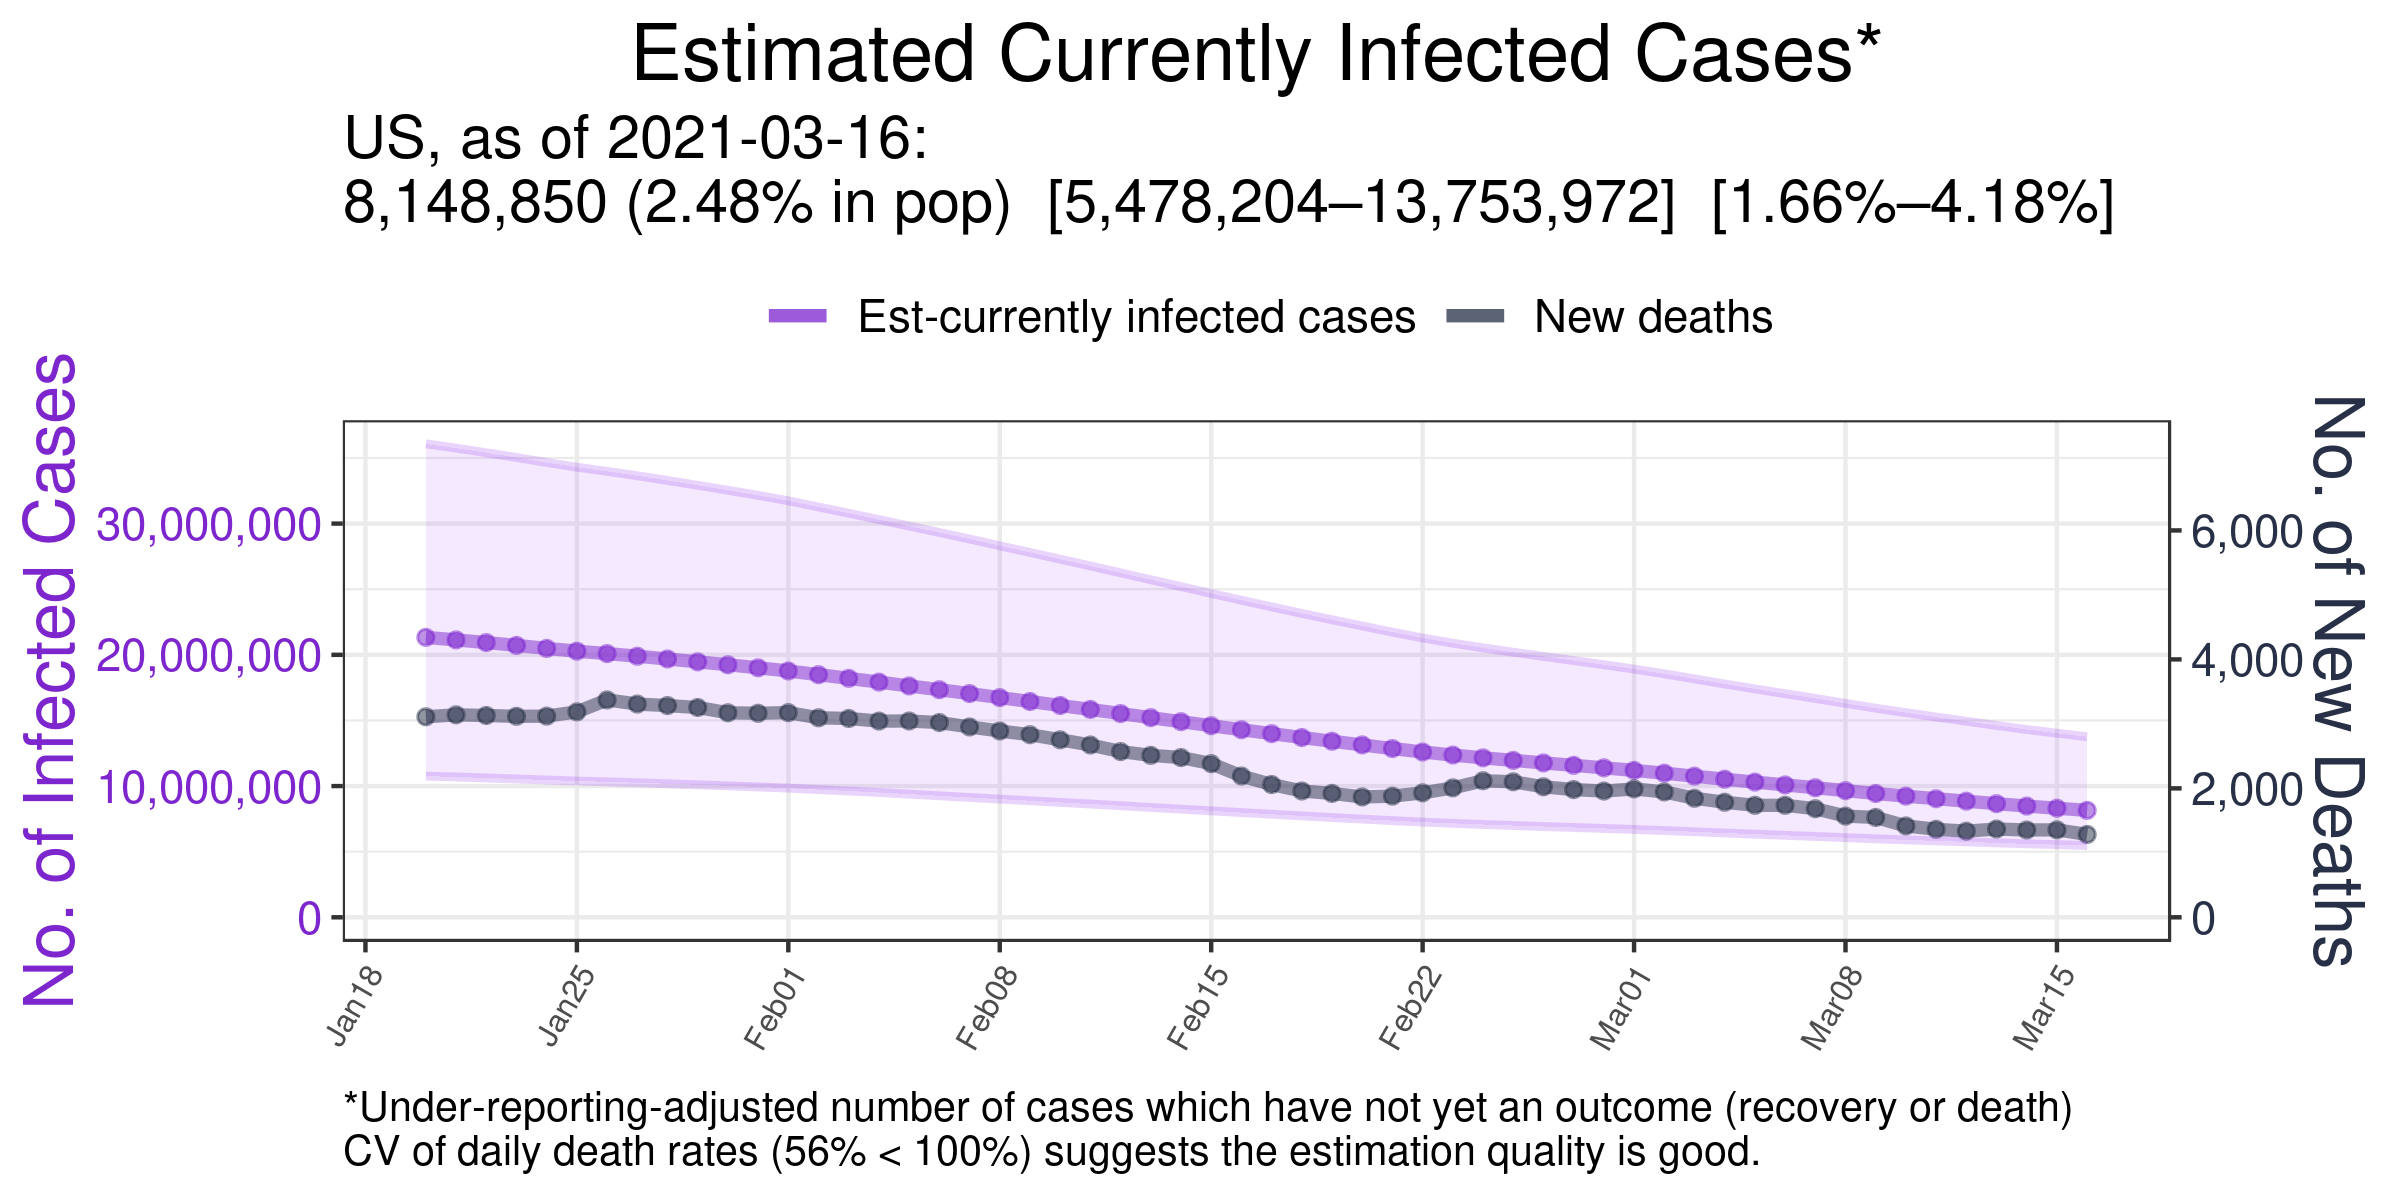 Estimated Currently Infected Cases*
US, as of 2021-03-16:
8,148,850 (2.48% in pop) [5,478,204–13,753,972] [1.66%–4.18%]
Est-currently infected cases
New deaths
No. of Infected Cases
30,000,000
20,000,000
10,000,000
0
6,000
4,000
2,000
0
No. of New Deaths
Jan18
Jan25
Feb01
Feb08
Feb15
Feb22
Mar01
Mar08
Mar15
*Under-reporting-adjusted number of cases which have not yet an outcome (recovery or death)
CV of daily death rates (56% < 100%) suggests the estimation quality is good.